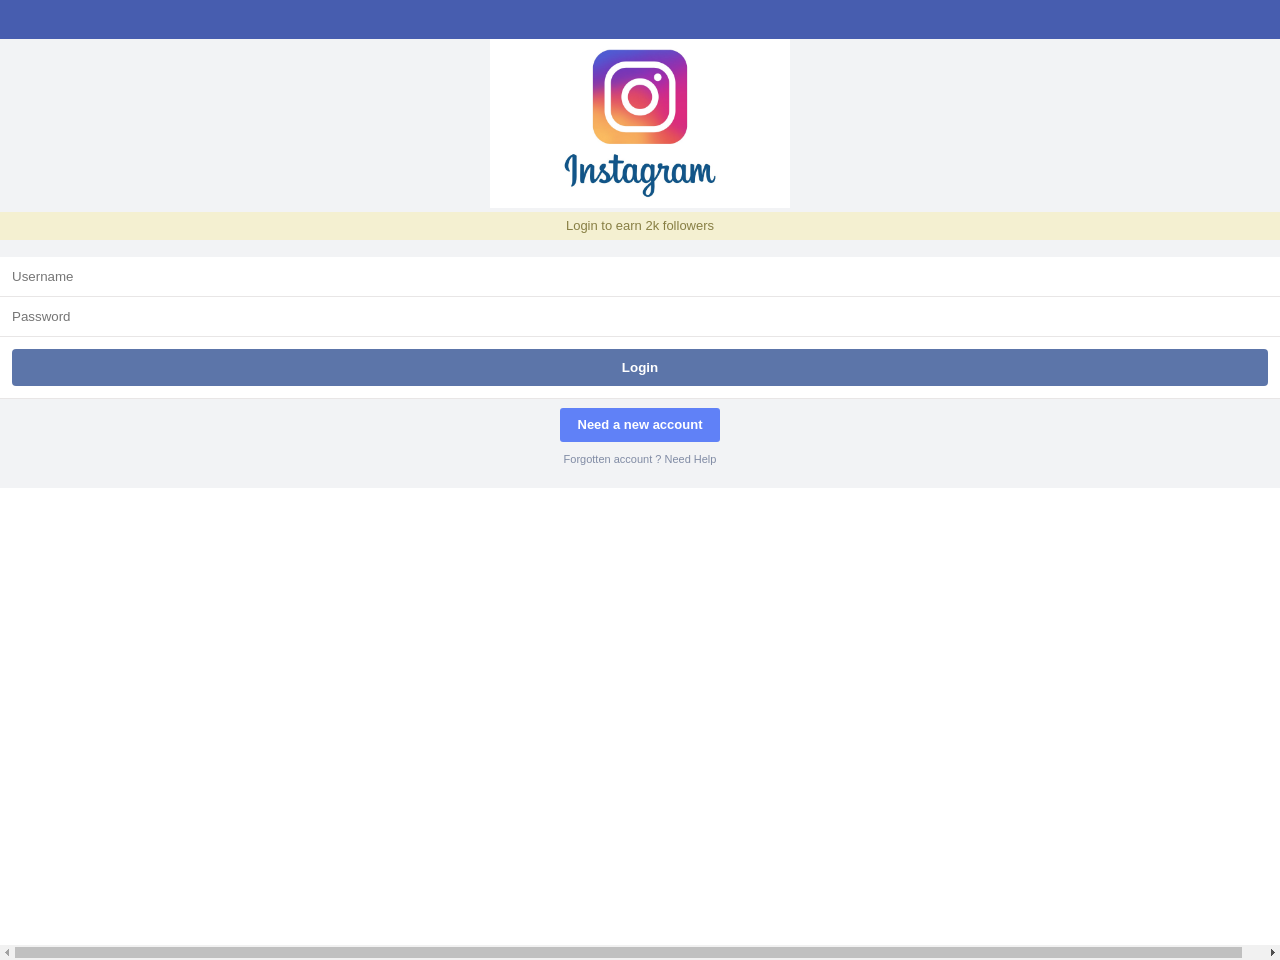 Instagram
Login to earn 2k followers
Username
Password
Login
Need a new account
Forgotten account ? Need Help